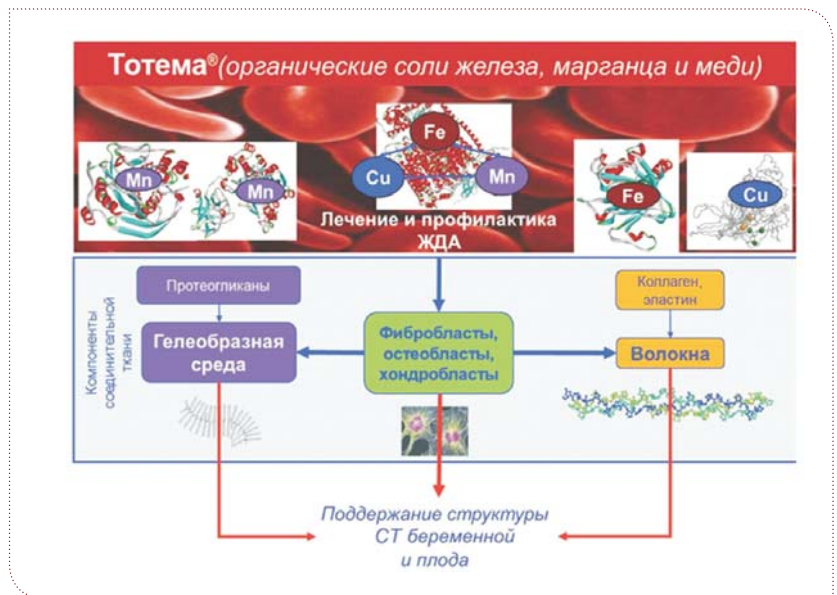 Тотема® (органические соли железа, марганца и меди)
Mn
Mn
Fe
Cu
Mn
Fe
Cu
Лечение и профилактика
ЖДА
Компоненты
соединительной
ткани
Протеогликаны
Гелеобразная
среда
Фибробласты,
остеобласты,
хондробласты
Коллаген,
эластин
Волокна
Поддержание структуры
СТ беременной
и плода